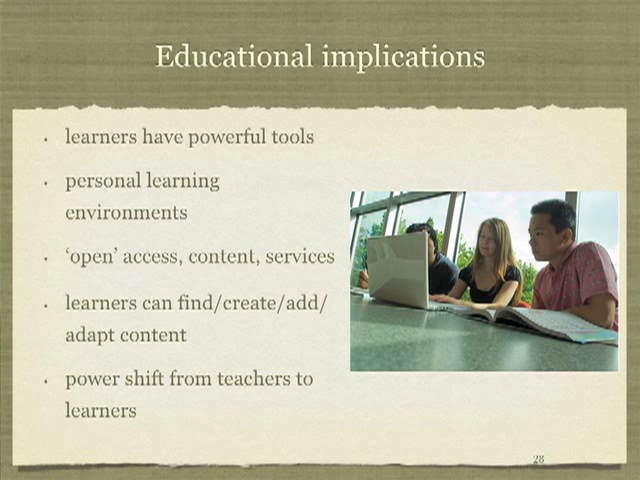 Educational implications
· learners have powerful tools
· personal learning
environments
· ‘open’ access, content, services
· learners can find/create/add/
adapt content
· power shift from teachers to
learners
28